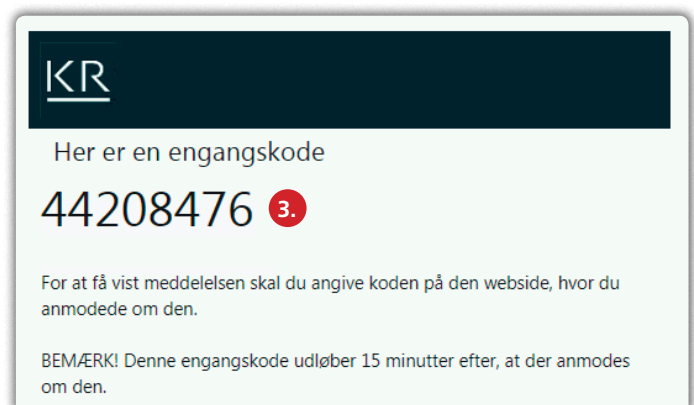 KR
Her er en engangskode
44208476 3.
For at få vist meddelelsen skal du angive koden på den webside, hvor du
anmodede om den.
BEMÆRK! Denne engangskode udløber 15 minutter efter, at der anmodes
om den.